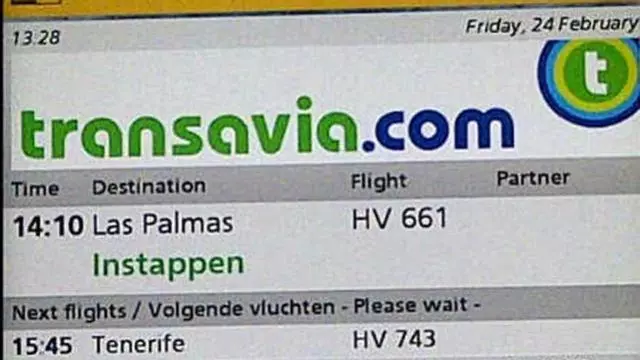 13.28 Friday, 24 February
t
transavia.com
Time Destination Flight Partner
14:10 Las Palmas HV 661
Instappen
Next flights / Volgende vluchten - Please wait -
15:45 Tenerife HV 743